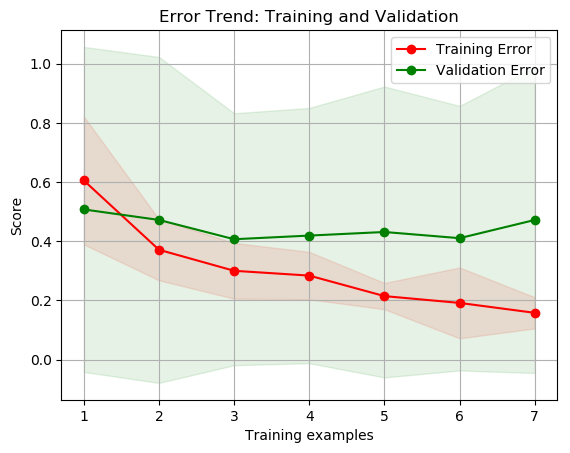 Error Trend: Training and Validation
Training Error
Validation Error
1.0
0.8
0.6
0.4
0.2
0.0
Score
1 2 3 4 5 6 7
Training examples